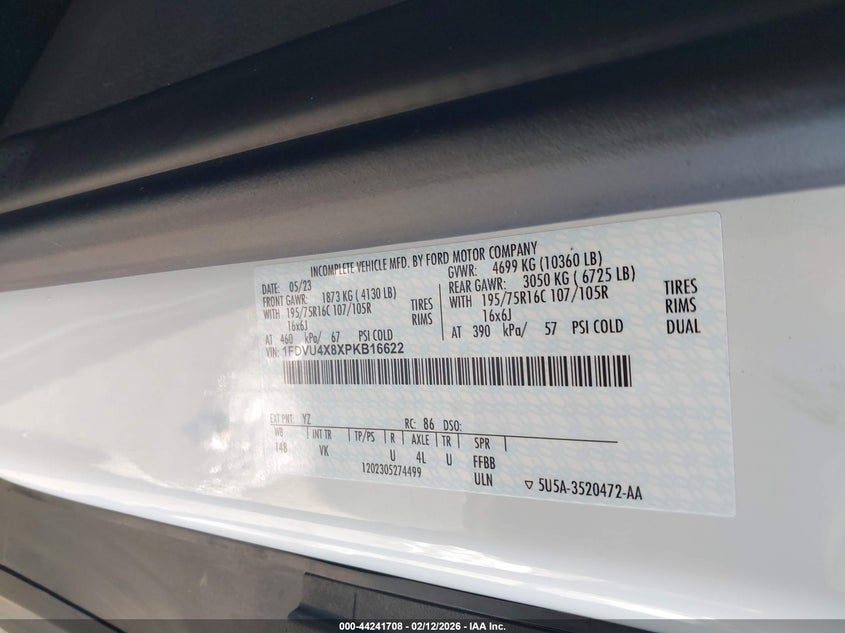 INCOMPLETE VEHICLE MFD. BY FORD MOTOR COMPANY
DATE: 05/23 GVWR: 4699 KG (10360 LB)
FRONT GAWR: 1873 KG ( 4130 LB) REAR GAWR: 3050 KG ( 6725 LB)
WITH 195/75R16C 107/105R TIRES WITH 195/75R16C 107/105R TIRES
16x6J RIMS 16x6J RIMS
AT 460 kPa/ 67 PSI COLD AT 390 kPa/ 57 PSI COLD DUAL
VIN: 1FDVU4X8XPKB16622
EXT PNT: YZ RC: 86 DSO:
WB INT TR TP/PS R AXLE TR SPR
148 VK U 4L U FFBB
1202305274499 ULN
▽ 5U5A-3520472-AA
000-44241708 - 02/12/2026 - IAA Inc.